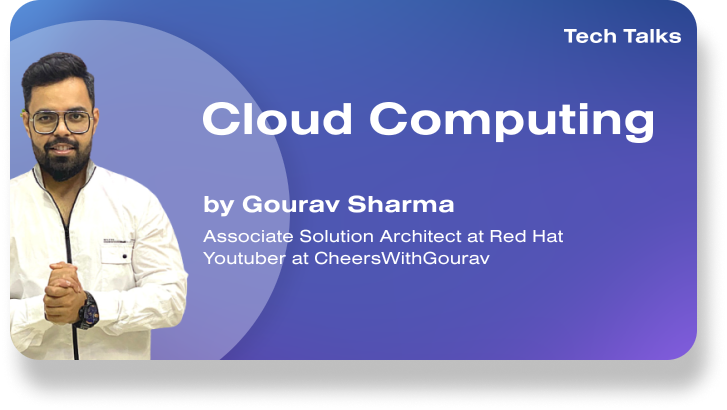 Tech Talks
Cloud Computing
by Gourav Sharma
Associate Solution Architect at Red Hat
Youtuber at CheersWithGourav